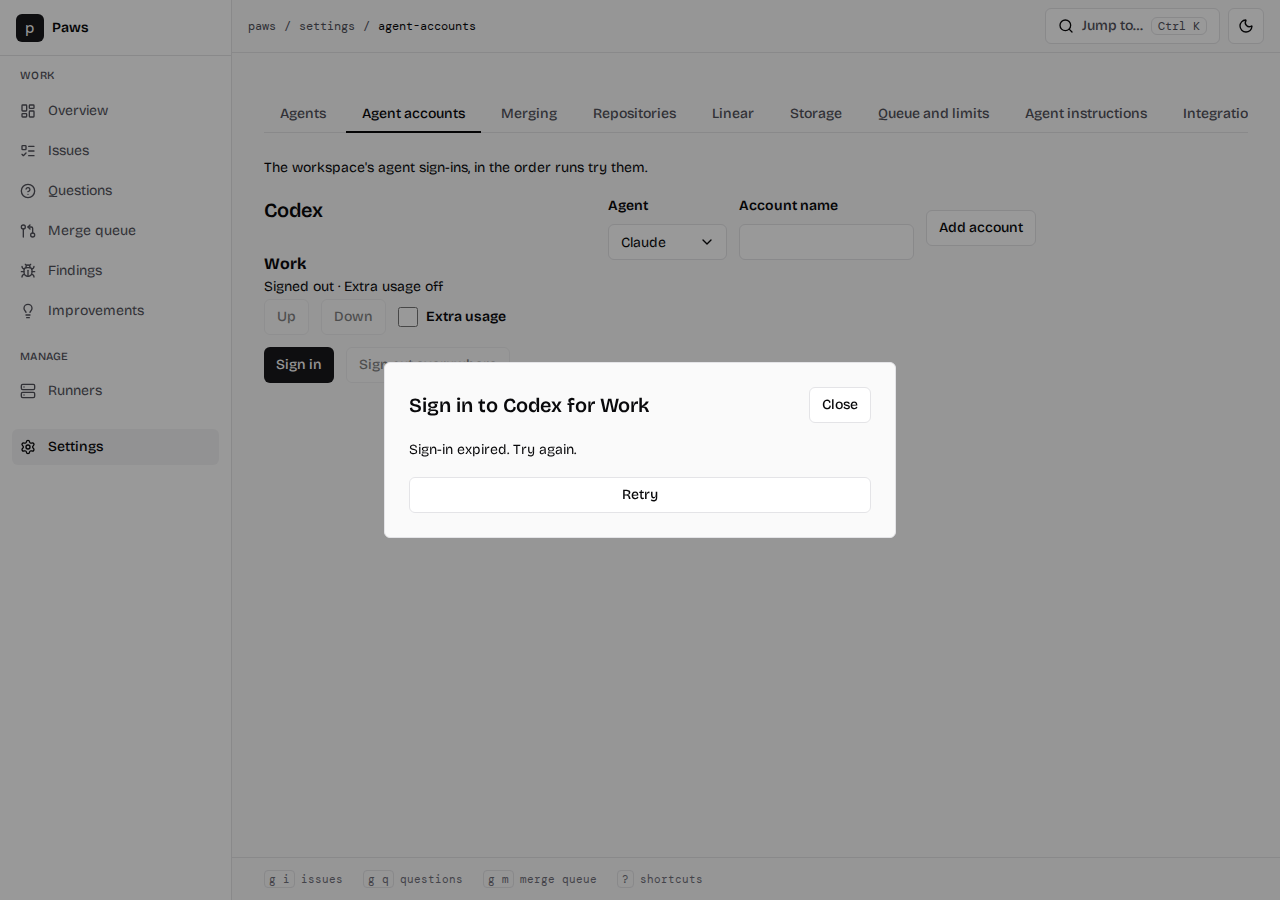 p Paws
paws / settings / agent-accounts
Jump to... Ctrl K
WORK
Overview
Issues
Questions
Merge queue
Findings
Improvements
MANAGE
Runners
Settings
Agents Agent accounts Merging Repositories Linear Storage Queue and limits Agent instructions Integratio
The workspace's agent sign-ins, in the order runs try them.
Codex
Agent Account name
Claude
Add account
Work
Signed out · Extra usage off
Up Down Extra usage
Sign in
Sign in to Codex for Work
Close
Sign-in expired. Try again.
Retry
g i issues g q questions g m merge queue ? shortcuts